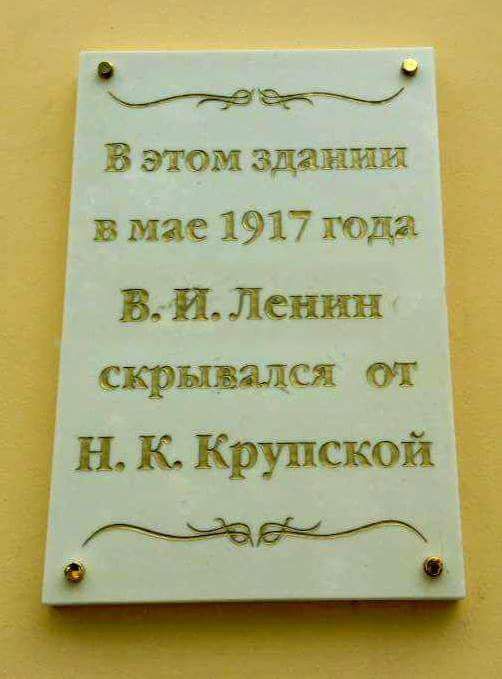 В этом здании
в мае 1917 года
В. И. Ленин
скрывался от
Н. К. Крупской